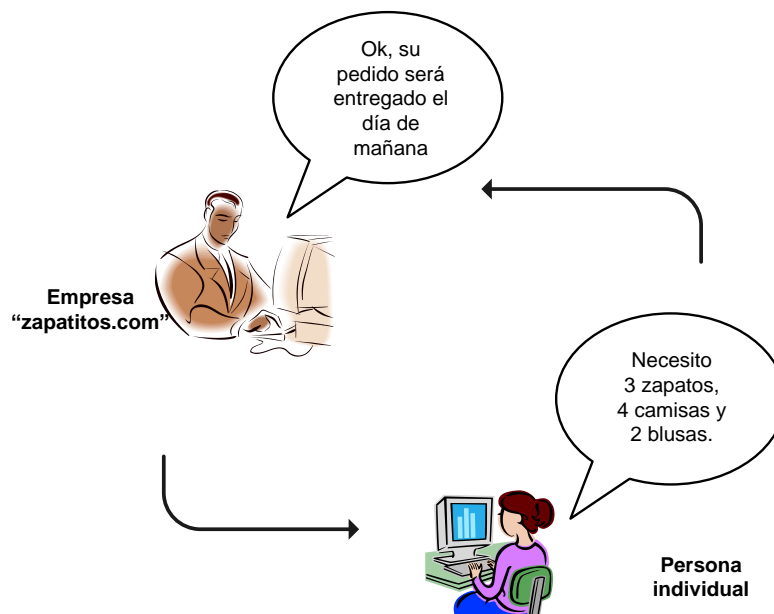 Ok, su
pedido será
entregado el
día de
mañana
Empresa
“zapatitos.com”
Necesito
3 zapatos,
4 camisas y
2 blusas.
Persona
individual